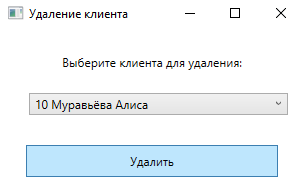 Удаление клиента
Выберите клиента для удаления:
10 Муравьёва Алиса
Удалить